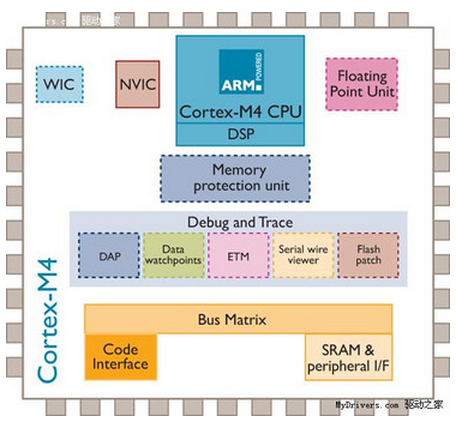 MyDrivers.com 驱动之家
WIC
NVIC
ARM
POWERED
Cortex-M4 CPU
DSP
Floating
Point Unit
Memory
protection unit
Debug and Trace
DAP
Data
watchpoints
ETM
Serial wire
viewer
Flash
patch
Cortex-M4
Bus Matrix
Code
Interface
SRAM &
peripheral I/F
MyDrivers.com 驱动之家